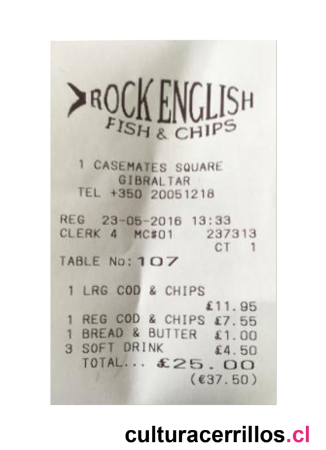 ROCK ENGLISH
FISH & CHIPS
1 CASEMATES SQUARE
GIBRALTAR
TEL +350 20051218
REG 23-05-2016 13:33
CLERK 4 MC#01 237313
CT 1
TABLE No: 107
1 LRG COD & CHIPS
£11.95
1 REG COD & CHIPS £7.55
1 BREAD & BUTTER £1.00
3 SOFT DRINK £4.50
TOTAL... £25.00
(€37.50)
culturacerrillos.cl